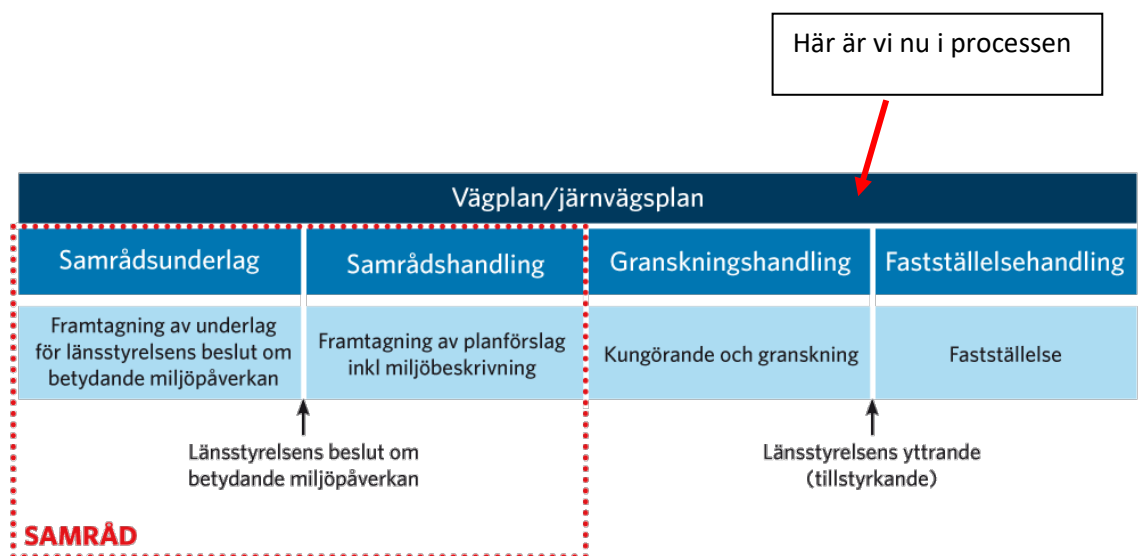 Här är vi nu i processen
Vägplan/järnvägsplan
Samrådsunderlag
Samrådshandling
Granskningshandling
Fastställelsehandling
Framtagning av underlag
för länsstyrelsens beslut om
betydande miljöpåverkan
Framtagning av planförslag
inkl miljöbeskrivning
Kungörande och granskning
Fastställelse
Länsstyrelsens beslut om
betydande miljöpåverkan
Länsstyrelsens yttrande
(tillstyrkande)
SAMRÅD